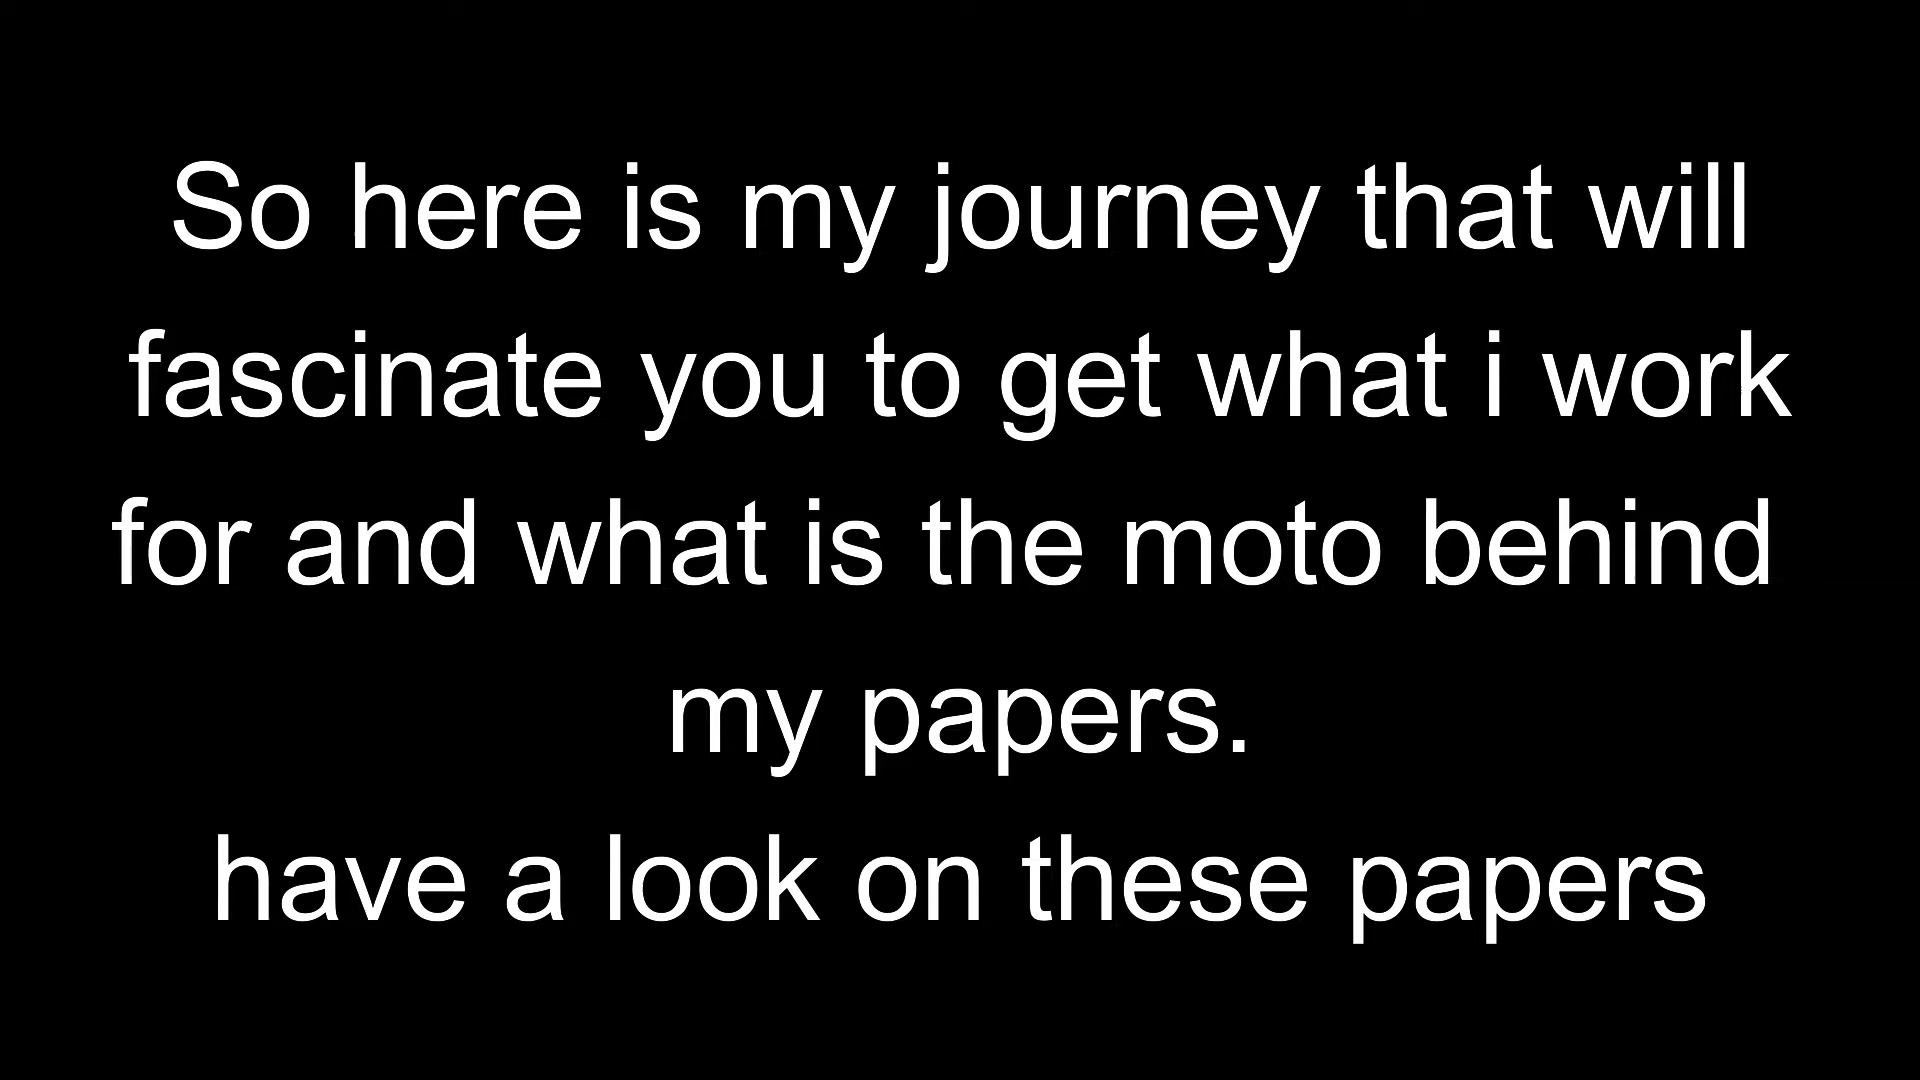 So here is my journey that will
fascinate you to get what i work
for and what is the moto behind
my papers.
have a look on these papers